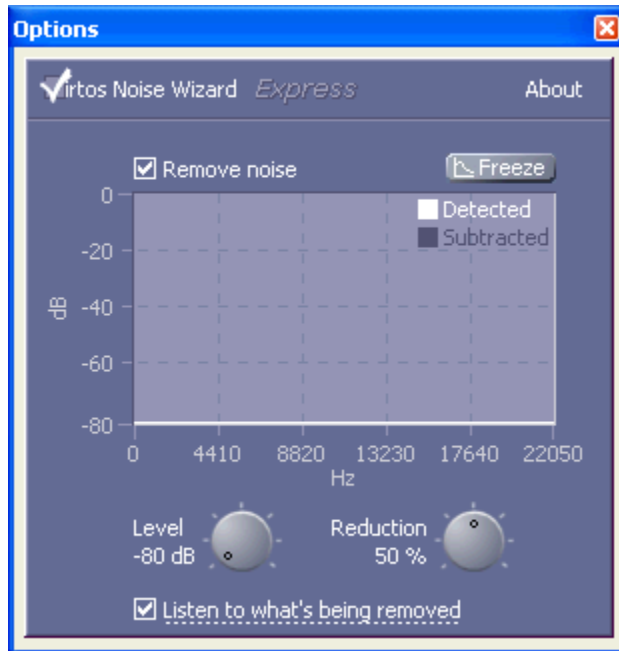 Options
Virtos Noise Wizard Express About
Remove noise Freeze
0
Detected
Subtracted
-20
dB -40
-60
-80
0 4410 8820 13230 17640 22050
Hz
Level Reduction
-80 dB 50 %
Listen to what's being removed